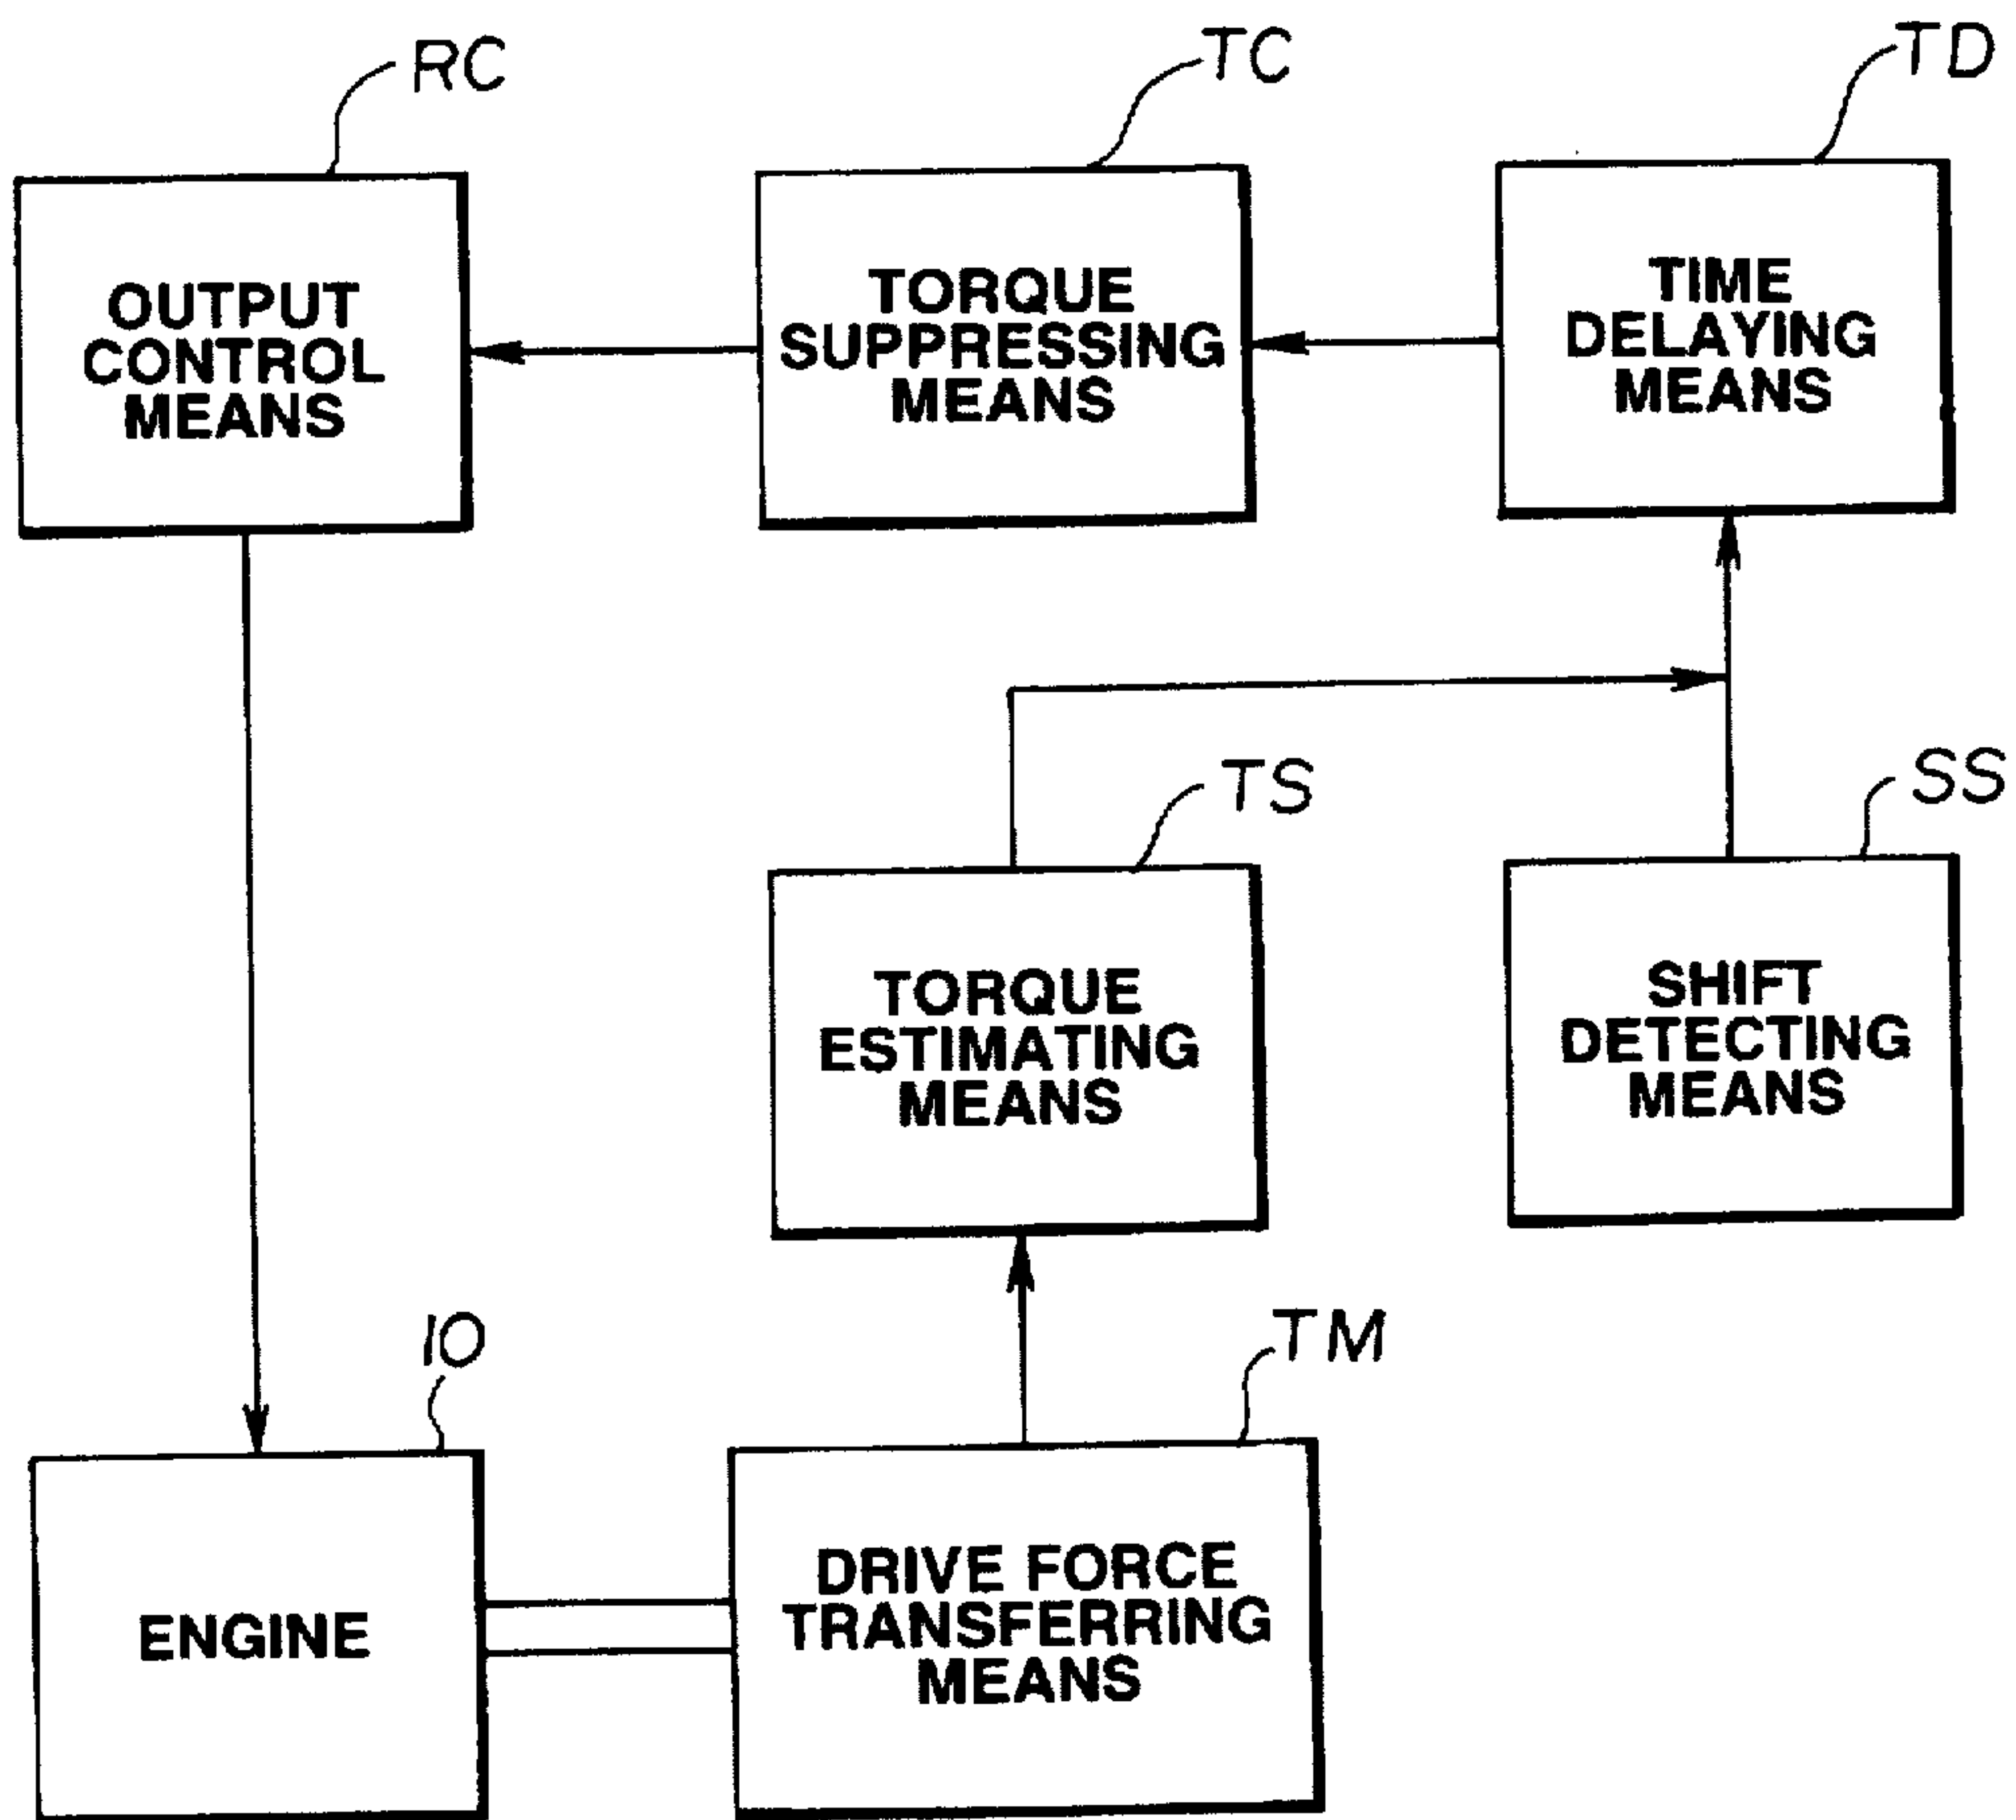 RC
TC
TD
OUTPUT
CONTROL
MEANS
TORQUE
SUPPRESSING
MEANS
TIME
DELAYING
MEANS
TS
SS
TORQUE
ESTIMATING
MEANS
SHIFT
DETECTING
MEANS
10
TM
ENGINE
DRIVE FORCE
TRANSFERRING
MEANS